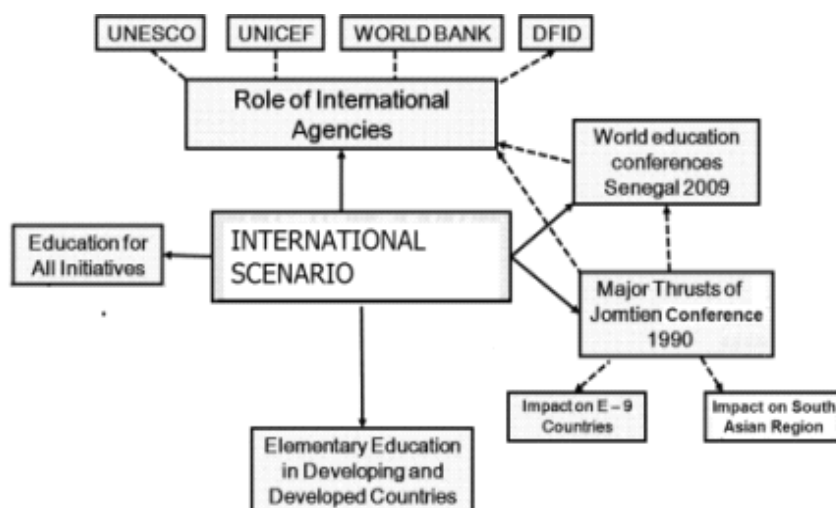 UNESCO
UNICEF
WORLD BANK
DFID
Role of International
Agencies
World education
conferences
Senegal 2009
INTERNATIONAL
SCENARIO
Education for
All Initiatives
Major Thrusts of
Jomtien Conference
1990
Impact on E – 9
Countries
Impact on South
Asian Region
Elementary Education
in Developing and
Developed Countries